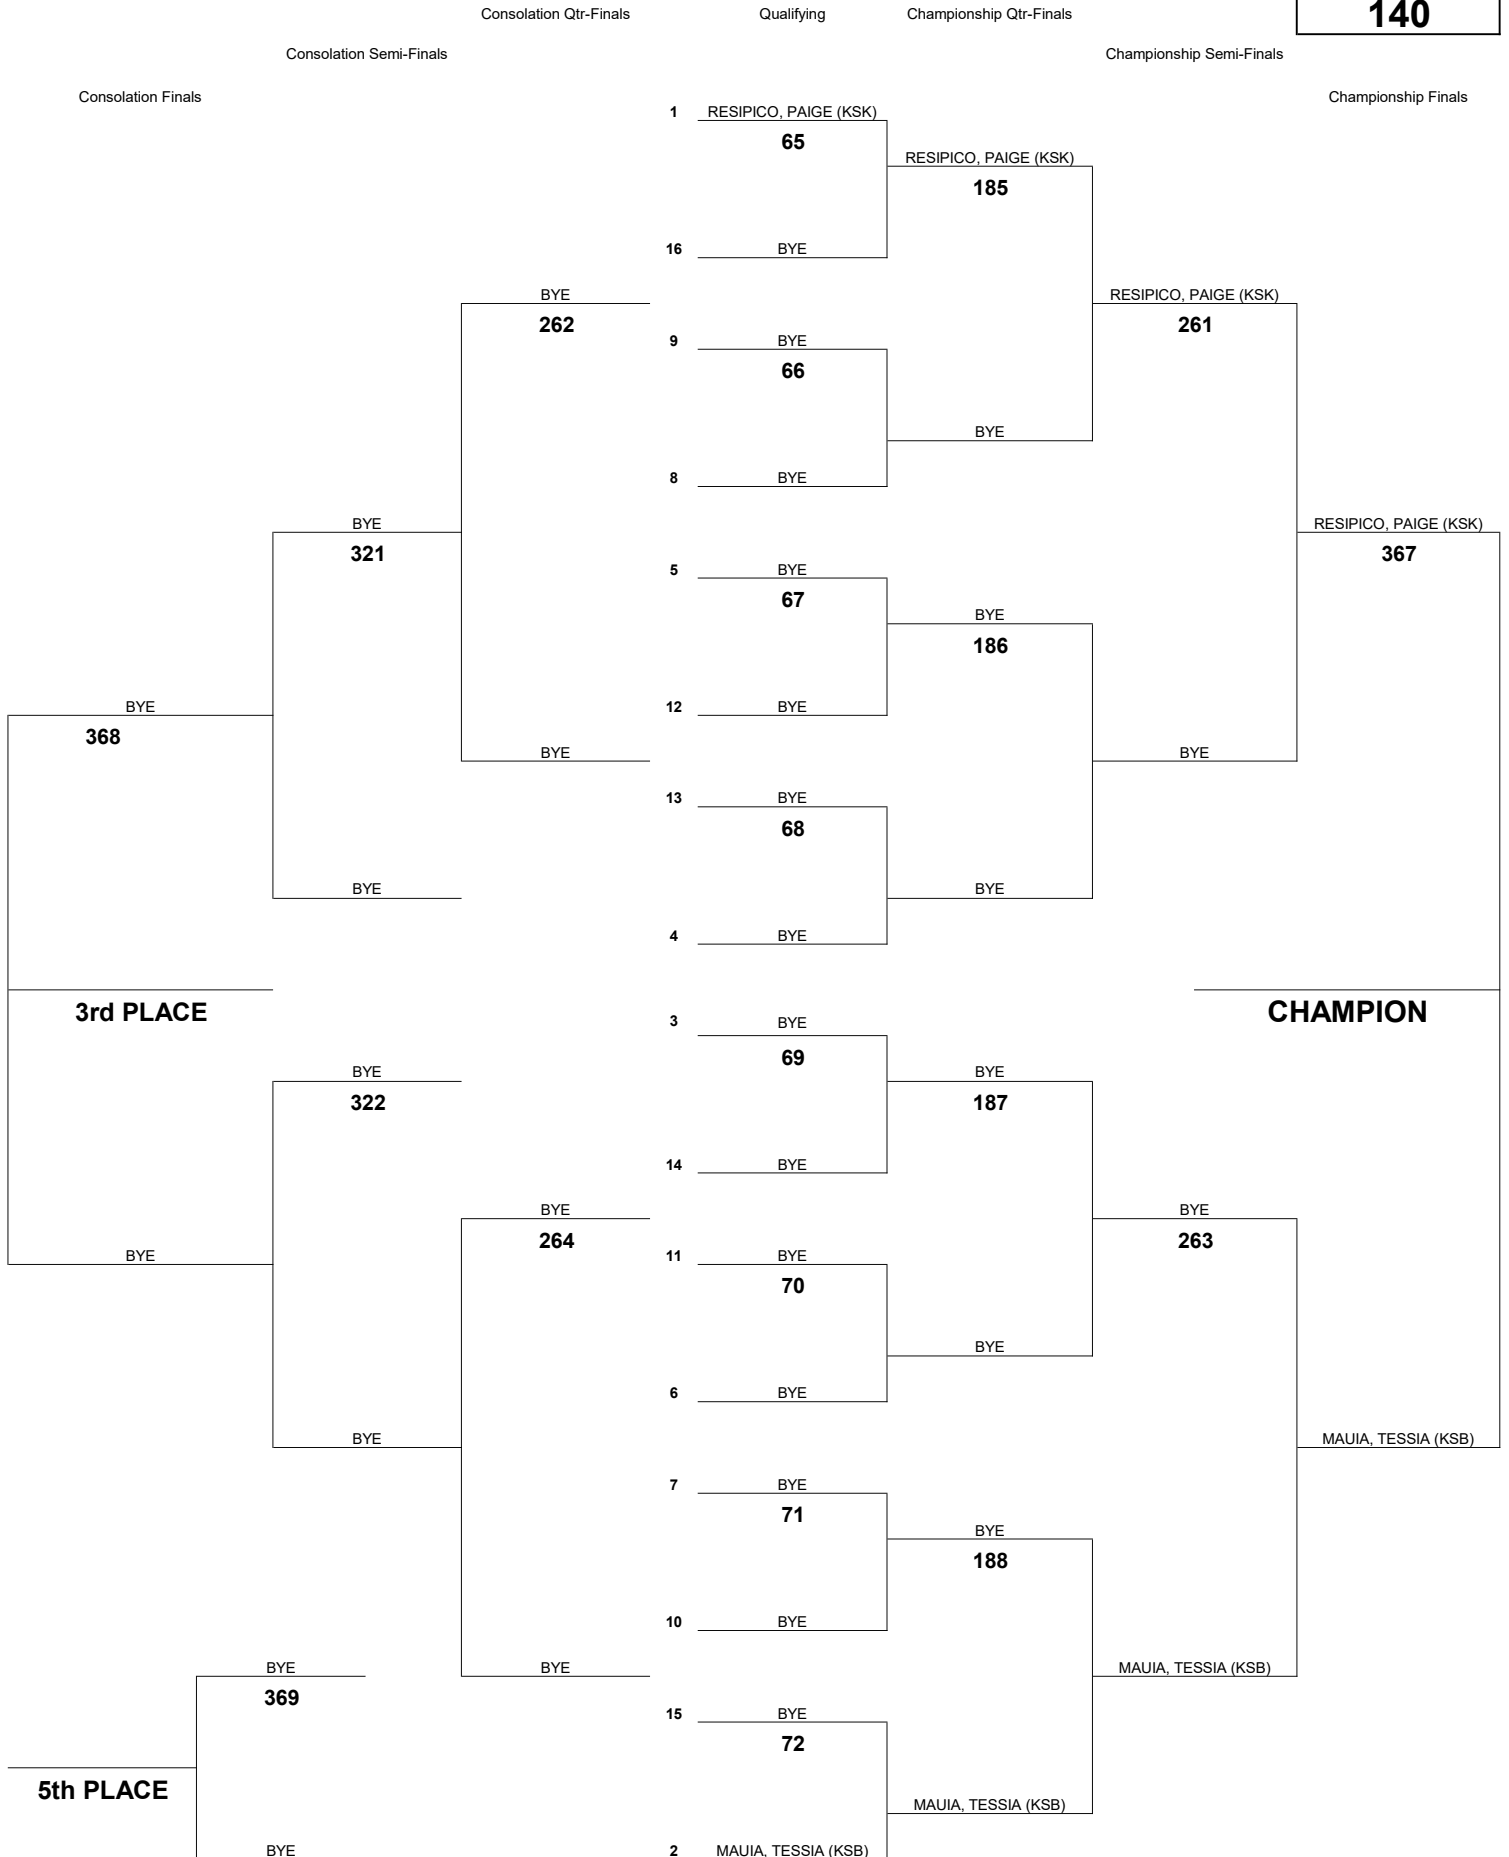 Consolation Qtr-Finals Qualifying Championship Qtr-Finals 140
Consolation Semi-Finals Championship Semi-Finals
Consolation Finals Championship Finals
1 RESIPICO, PAIGE (KSK)
65
RESIPICO, PAIGE (KSK)
185
16 BYE
BYE RESIPICO, PAIGE (KSK)
262 261
9 BYE
66
BYE
8 BYE
BYE RESIPICO, PAIGE (KSK)
321 367
5 BYE
67
BYE
186
BYE 12 BYE
368
BYE BYE
13 BYE
68
BYE BYE
4 BYE
3rd PLACE CHAMPION
3 BYE
69
BYE BYE
322 187
14 BYE
BYE BYE
264 263
BYE 11 BYE
70
BYE
6 BYE
BYE MAUIA, TESSIA (KSB)
7 BYE
71
BYE
188
10 BYE
BYE BYE MAUIA, TESSIA (KSB)
369
15 BYE
72
5th PLACE
MAUIA, TESSIA (KSB)
BYE 2 MAUIA, TESSIA (KSB)